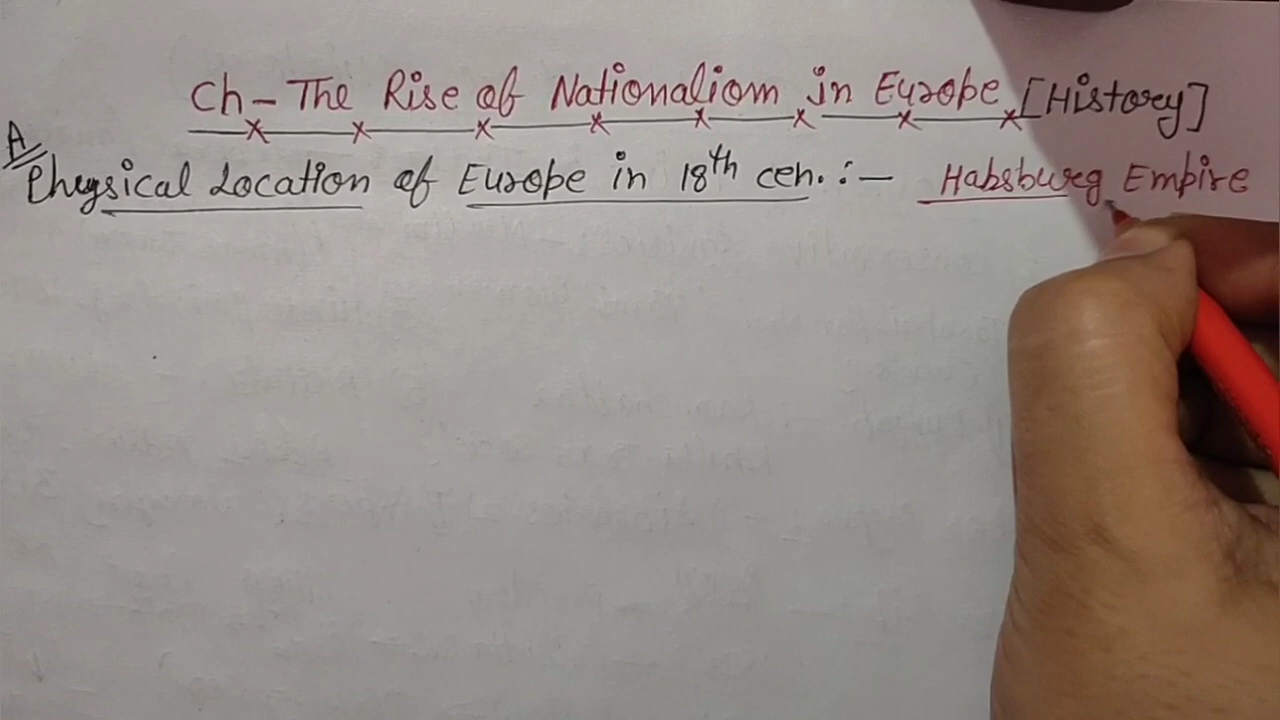 Ch - The Rise of Nationalism in Europe [History]
A
Physical Location of Europe in 18th cen. :- Habsburg Empire